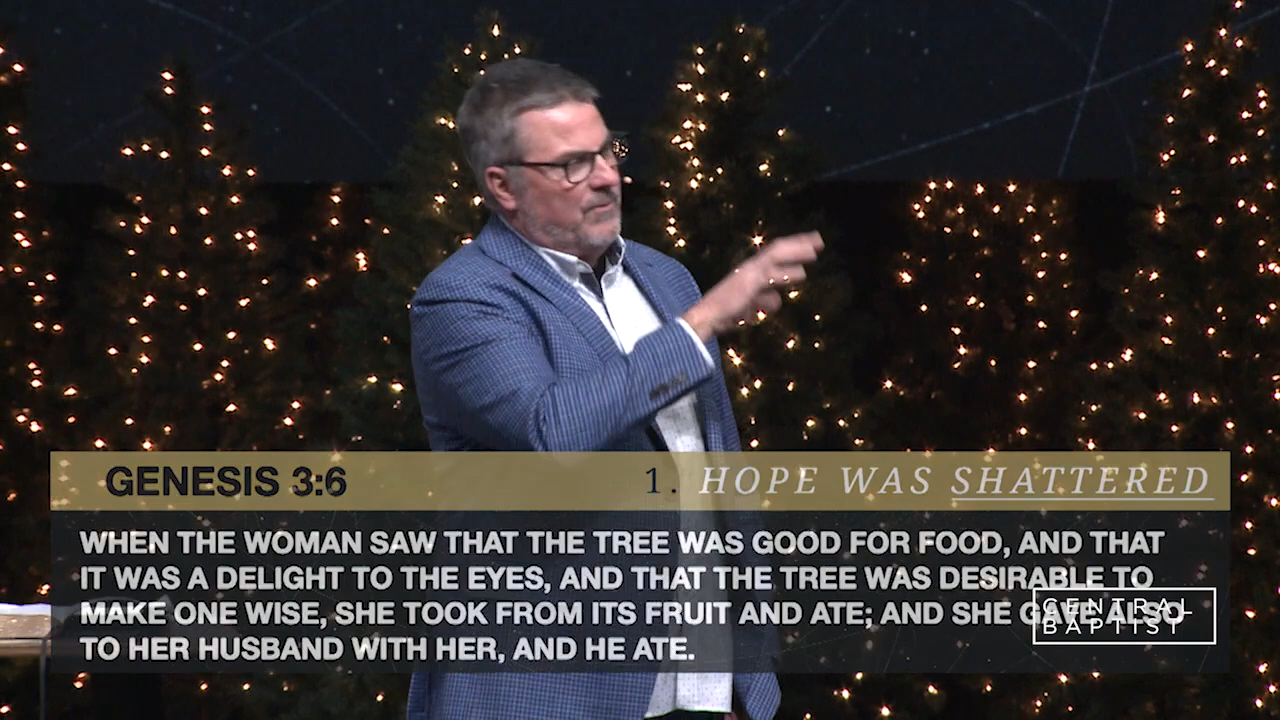 GENESIS 3:6
1. HOPE WAS SHATTERED
WHEN THE WOMAN SAW THAT THE TREE WAS GOOD FOR FOOD, AND THAT
IT WAS A DELIGHT TO THE EYES, AND THAT THE TREE WAS DESIRABLE TO
MAKE ONE WISE, SHE TOOK FROM ITS FRUIT AND ATE; AND SHE GAVE ALSO
TO HER HUSBAND WITH HER, AND HE ATE.
CENTRAL
BAPTIST